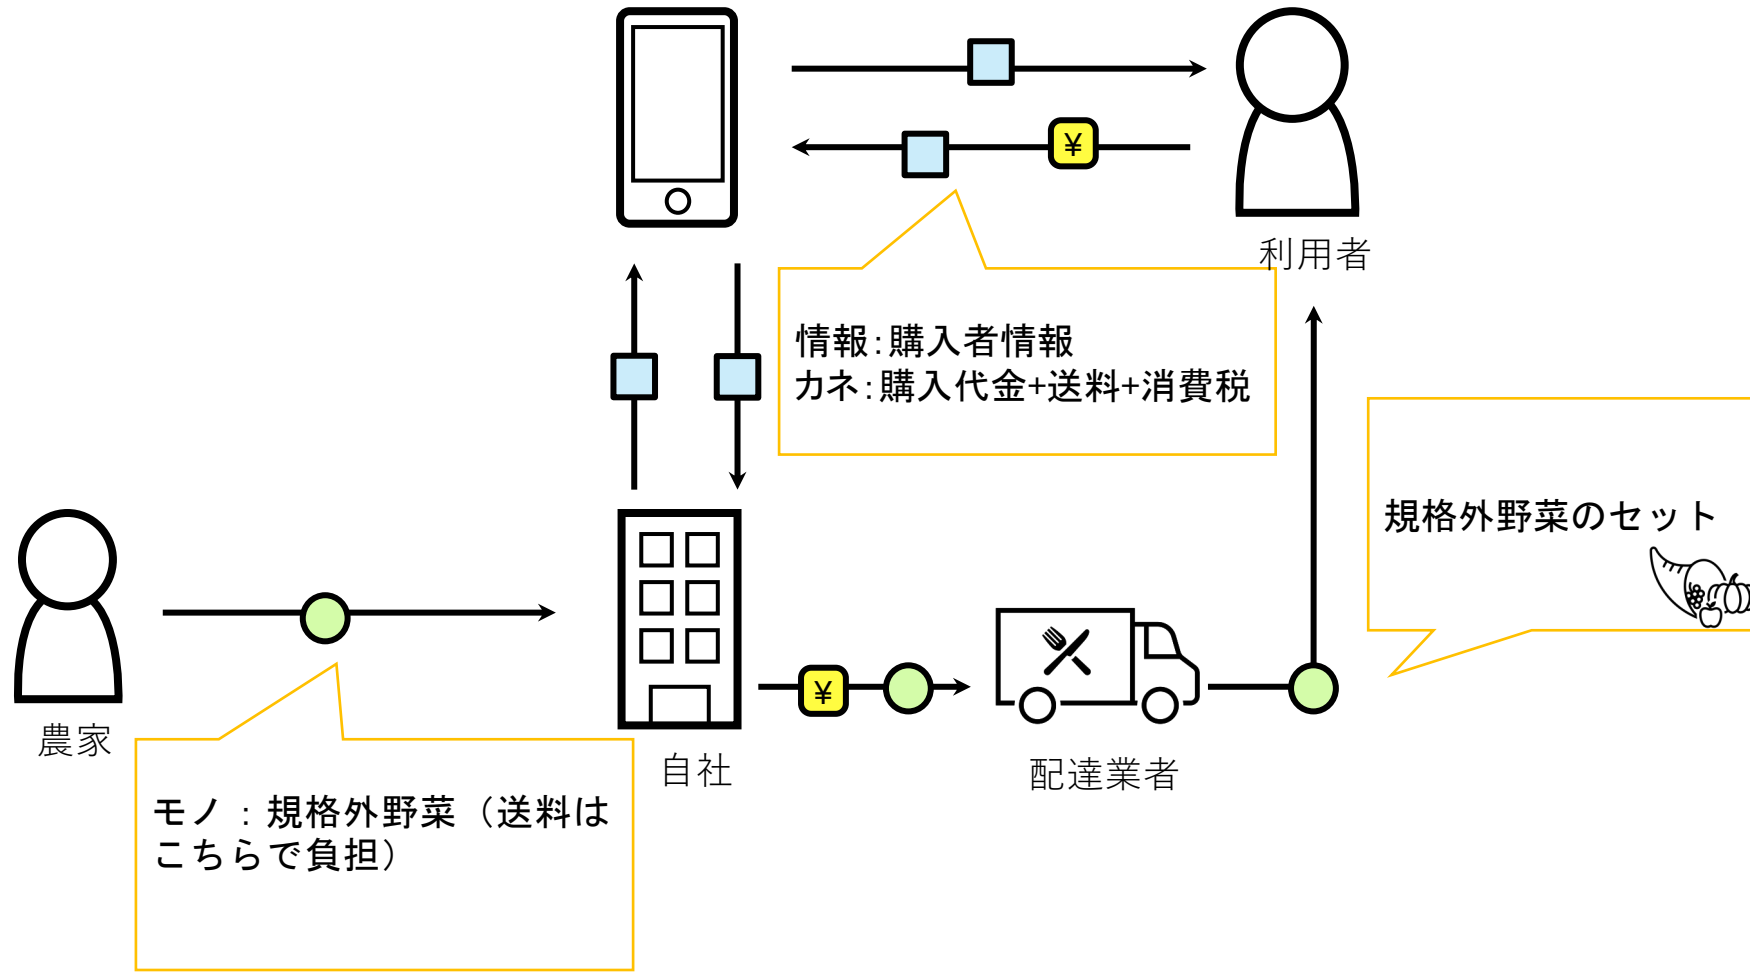 ¥
利用者
情報：購入者情報
カネ：購入代金+送料+消費税
規格外野菜のセット
農家
¥
自社
配達業者
モノ：規格外野菜（送料は
こちらで負担）